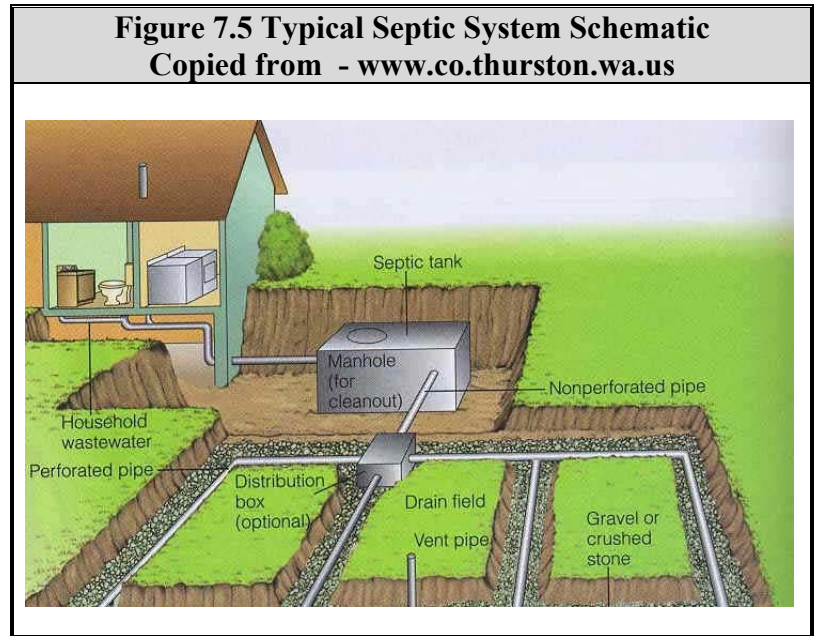 Figure 7.5 Typical Septic System Schematic
Copied from  - www.co.thurston.wa.us
Septic tank
Manhole
(for
cleanout)
Nonperforated pipe
Household
wastewater
Perforated pipe
Distribution
box
(optional)
Drain field
Vent pipe
Gravel or
crushed
stone